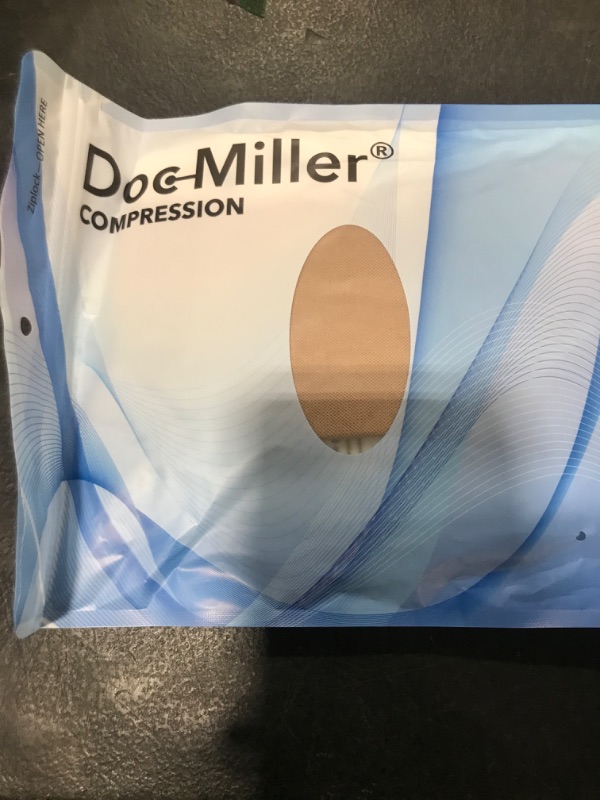 Doc Miller®
COMPRESSION
Ziplock - OPEN HERE